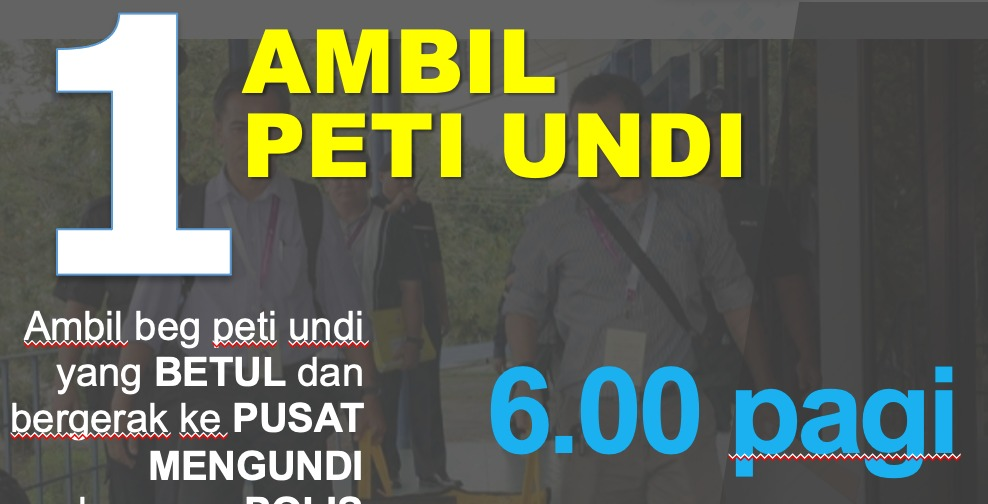 1
AMBIL
PETI UNDI
Ambil beg peti undi
yang BETUL dan
bergerak ke PUSAT
MENGUNDI
6.00 pagi